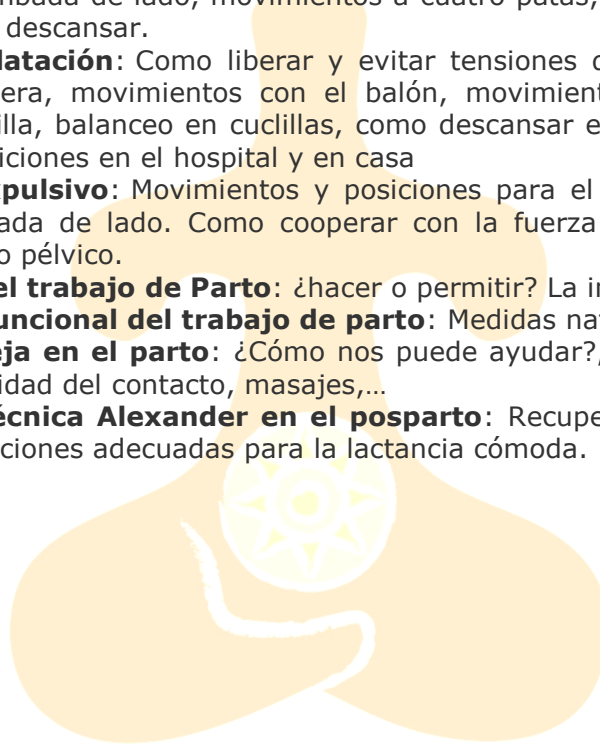 mbada de lado, movimientos a cuatro patas,
descansar.
latación: Como liberar y evitar tensiones
era, movimientos con el balón, movimient
illa, balanceo en cuclillas, como descansar e
iciones en el hospital y en casa
xpulsivo: Movimientos y posiciones para el
ada de lado. Como cooperar con la fuerza
o pélvico.
el trabajo de Parto: ¿hacer o permitir? La i
uncional del trabajo de parto: Medidas nat
eja en el parto: ¿Cómo nos puede ayudar?,
idad del contacto, masajes,…
écnica Alexander en el posparto: Recupe
ciones adecuadas para la lactancia cómoda.